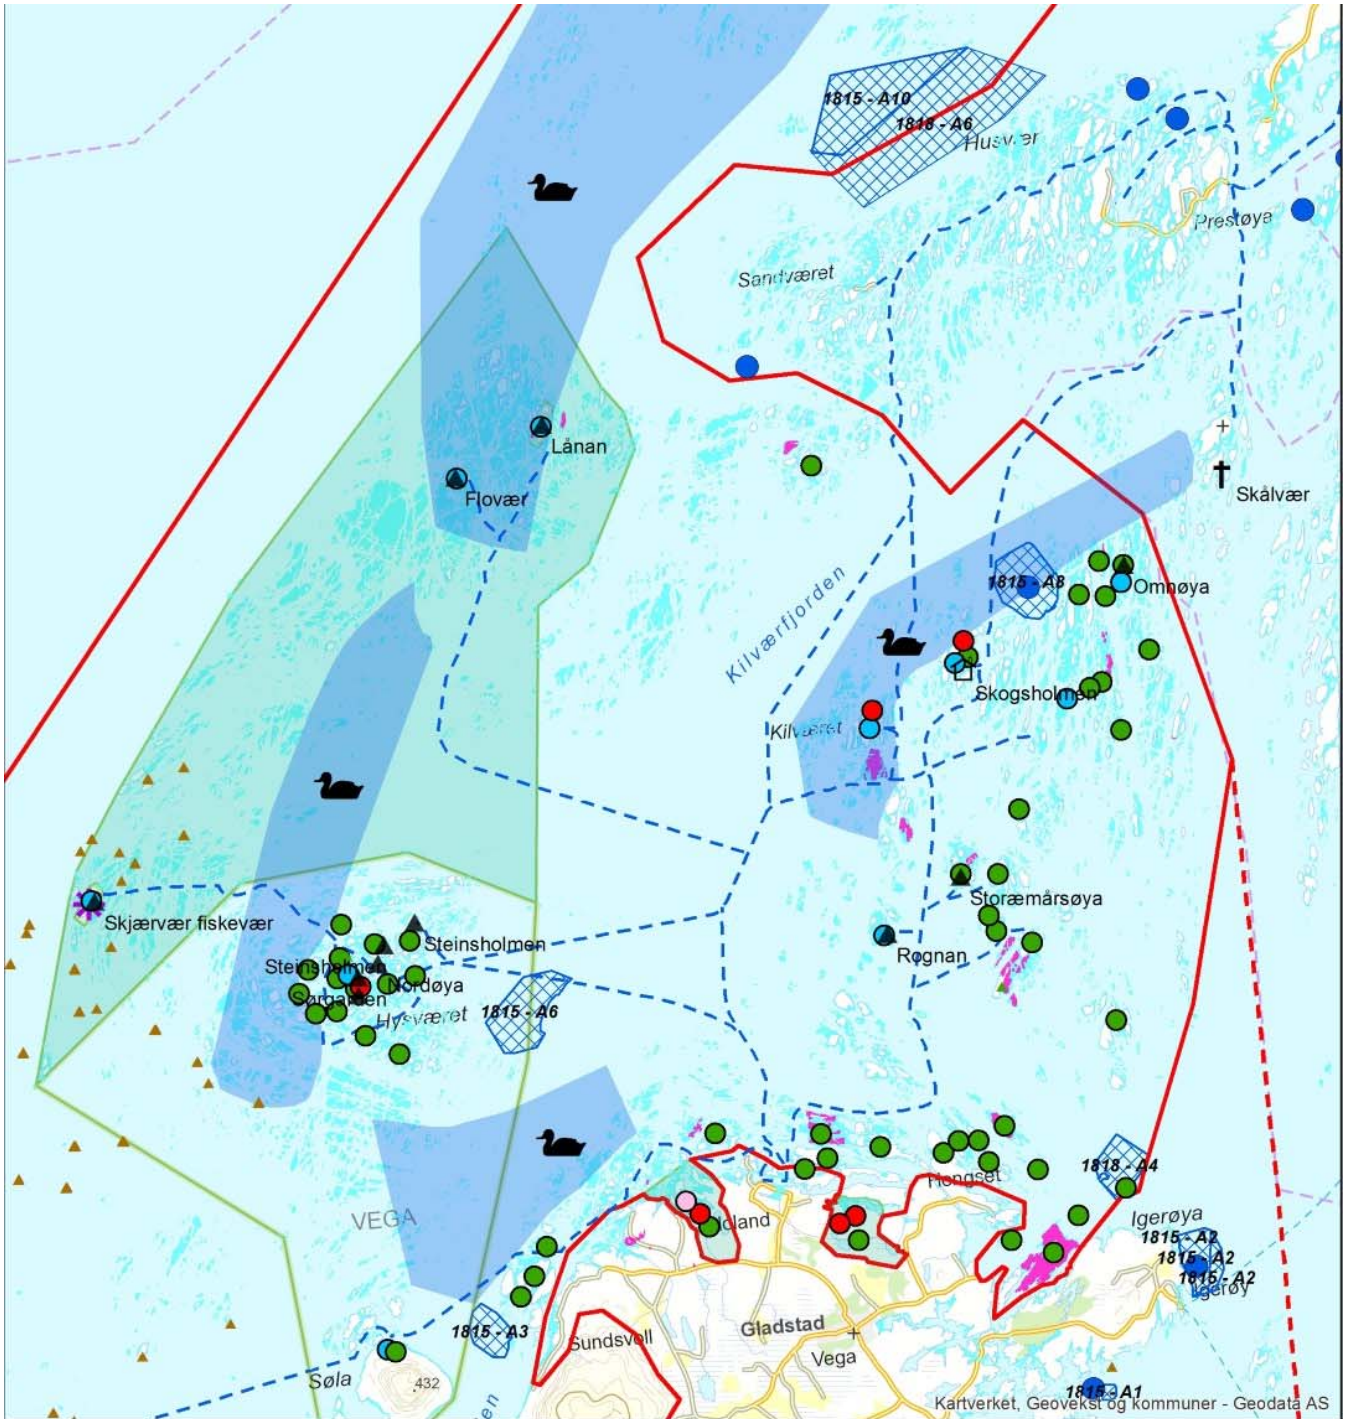 1815 - A10
1818 - A6
Husvær
Prestøya
Sandværet
Lånan
Flovær
Skålvær
1815 - A8
Omnøya
Kilværfjorden
Skogsholmen
Kilværet
Storæmårsøya
Skjærvær fiskevær
Steinsholmen
Rognan
Steinsholmen
Nordøya
Sørgarden
Hysværet
1815 - A6
1818 - A4
Hongset
Igerøya
VEGA
1815 - A2
1815 - A2
1815 - A2
Igerøy
1815 - A3
Gladstad
Sundsvoll
Vega
Søla
432
1815 - A1
Kartverket, Geovekst og kommuner - Geodata AS